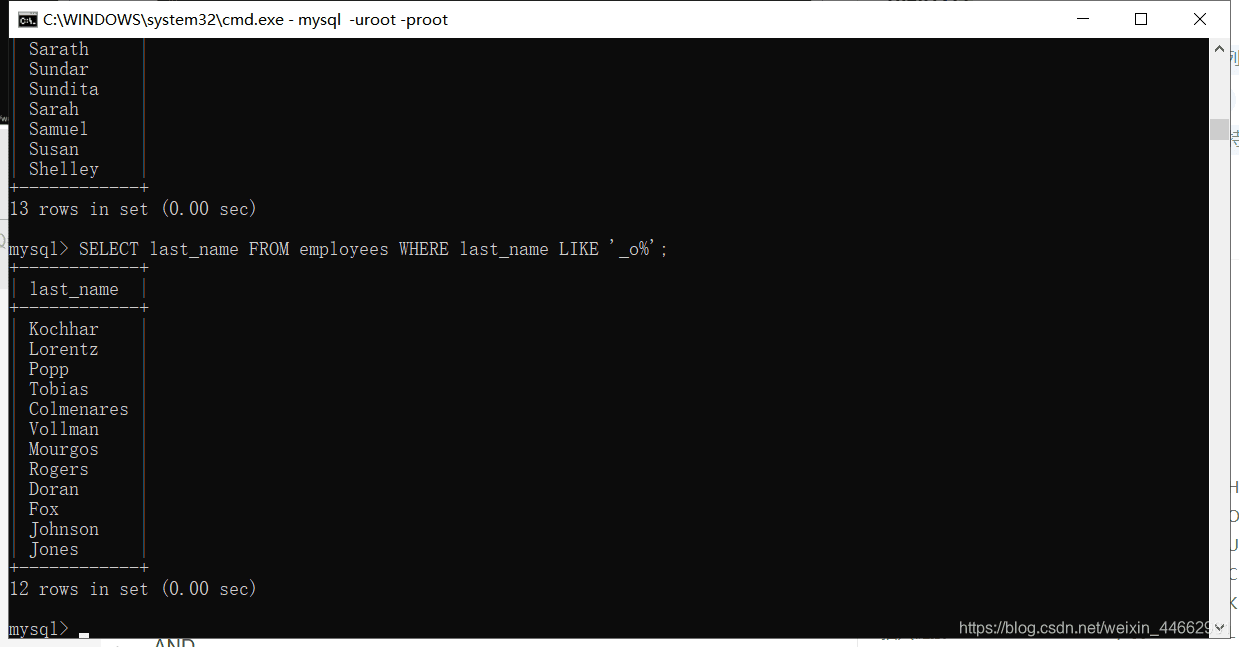 C:\WINDOWS\system32\cmd.exe - mysql  -uroot -proot
| Sarath     |
| Sundar     |
| Sundita    |
| Sarah      |
| Samuel     |
| Susan      |
| Shelley    |
+------------+
13 rows in set (0.00 sec)
mysql> SELECT last_name FROM employees WHERE last_name LIKE '_o%';
+------------+
| last_name  |
+------------+
| Kochhar    |
| Lorentz    |
| Popp       |
| Tobias     |
| Colmenares |
| Vollman    |
| Mourgos    |
| Rogers     |
| Doran      |
| Fox        |
| Johnson    |
| Jones      |
+------------+
12 rows in set (0.00 sec)
mysql>
https://blog.csdn.net/weixin_446629
AND